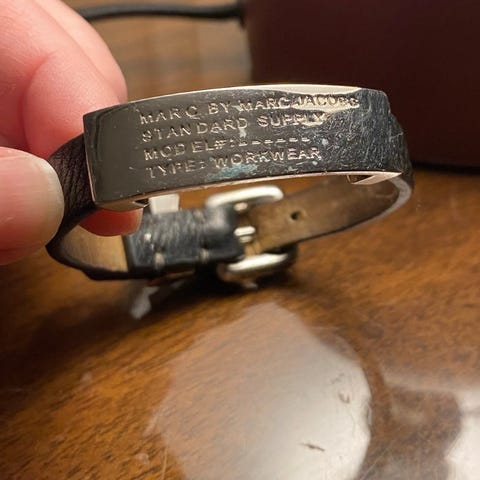 MARC BY MARC JACOBS
STANDARD SUPPLY
MODEL#:------
TYPE: WORKWEAR